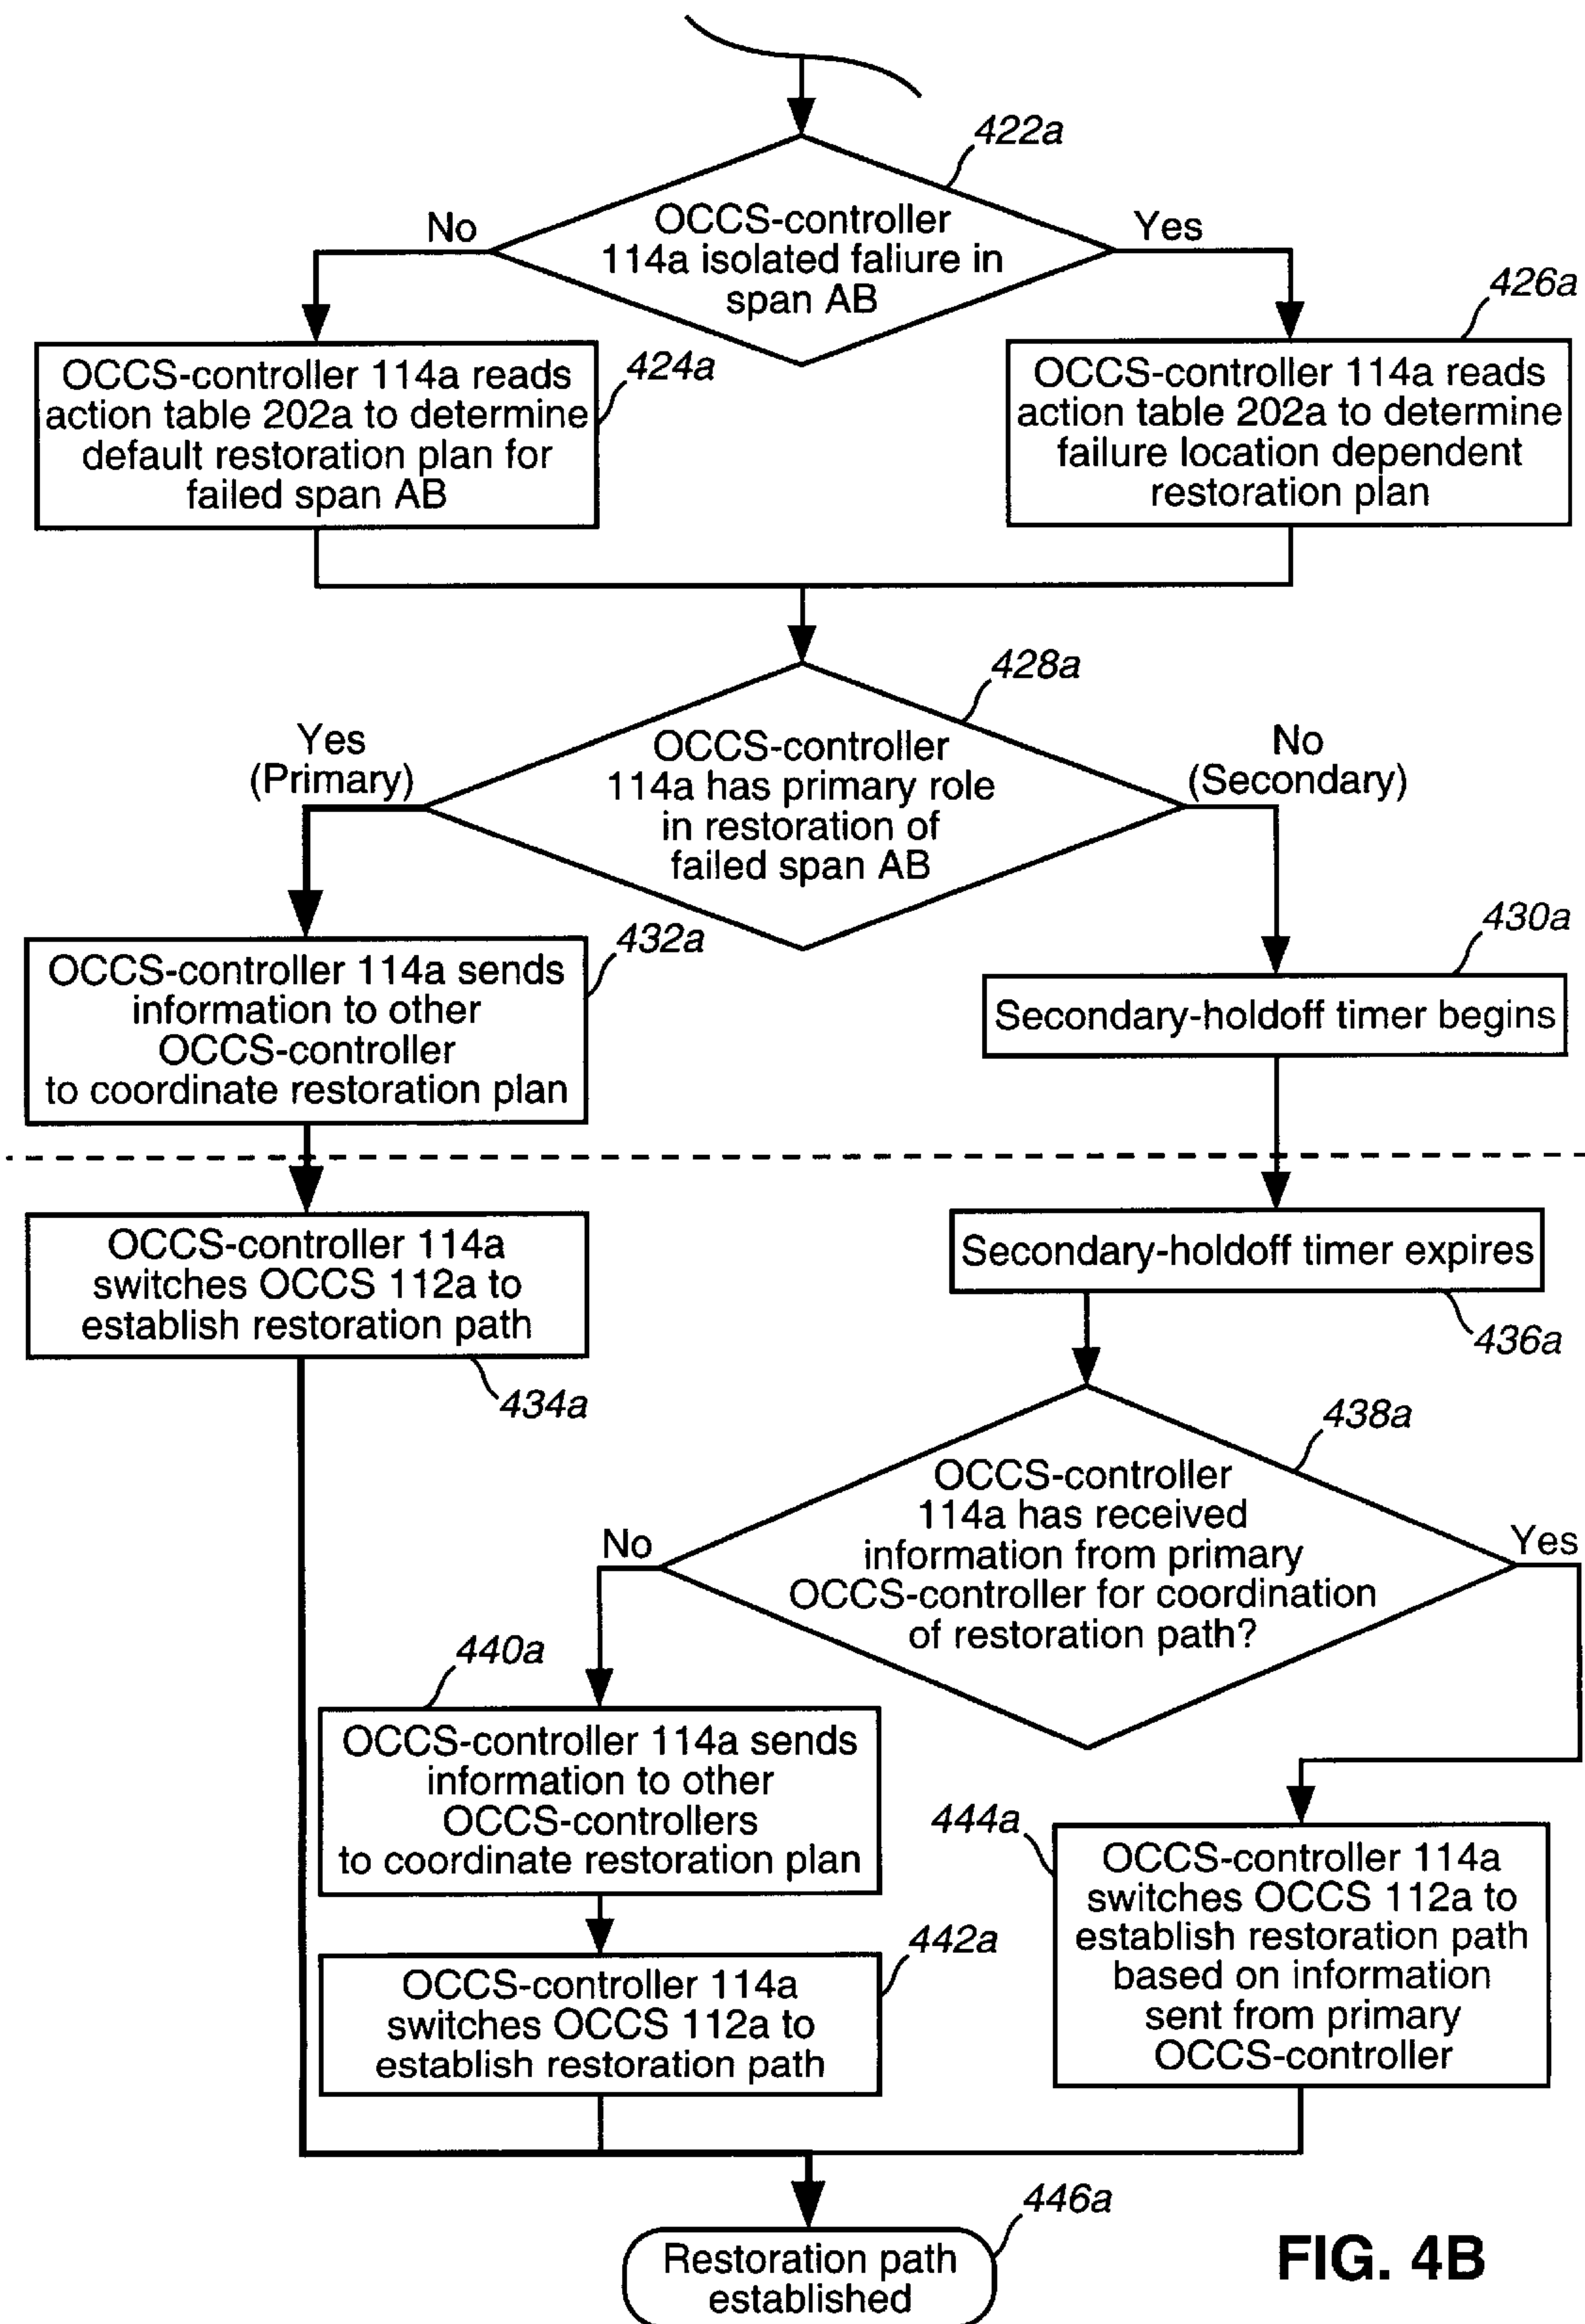 422a
No
Yes
OCCS-controller
114a isolated faliure in
span AB
426a
424a
OCCS-controller 114a reads
action table 202a to determine
default restoration plan for
failed span AB
OCCS-controller 114a reads
action table 202a to determine
failure location dependent
restoration plan
428a
Yes
(Primary)
No
(Secondary)
OCCS-controller
114a has primary role
in restoration of
failed span AB
432a
430a
OCCS-controller 114a sends
information to other
OCCS-controller
to coordinate restoration plan
Secondary-holdoff timer begins
OCCS-controller 114a
switches OCCS 112a to
establish restoration path
434a
Secondary-holdoff timer expires
436a
438a
OCCS-controller
114a has received
information from primary
OCCS-controller for coordination
of restoration path?
No
Yes
440a
OCCS-controller 114a sends
information to other
OCCS-controllers
to coordinate restoration plan
444a
OCCS-controller 114a
switches OCCS 112a to
establish restoration path
based on information
sent from primary
OCCS-controller
442a
OCCS-controller 114a
switches OCCS 112a to
establish restoration path
446a
Restoration path
established
FIG. 4B